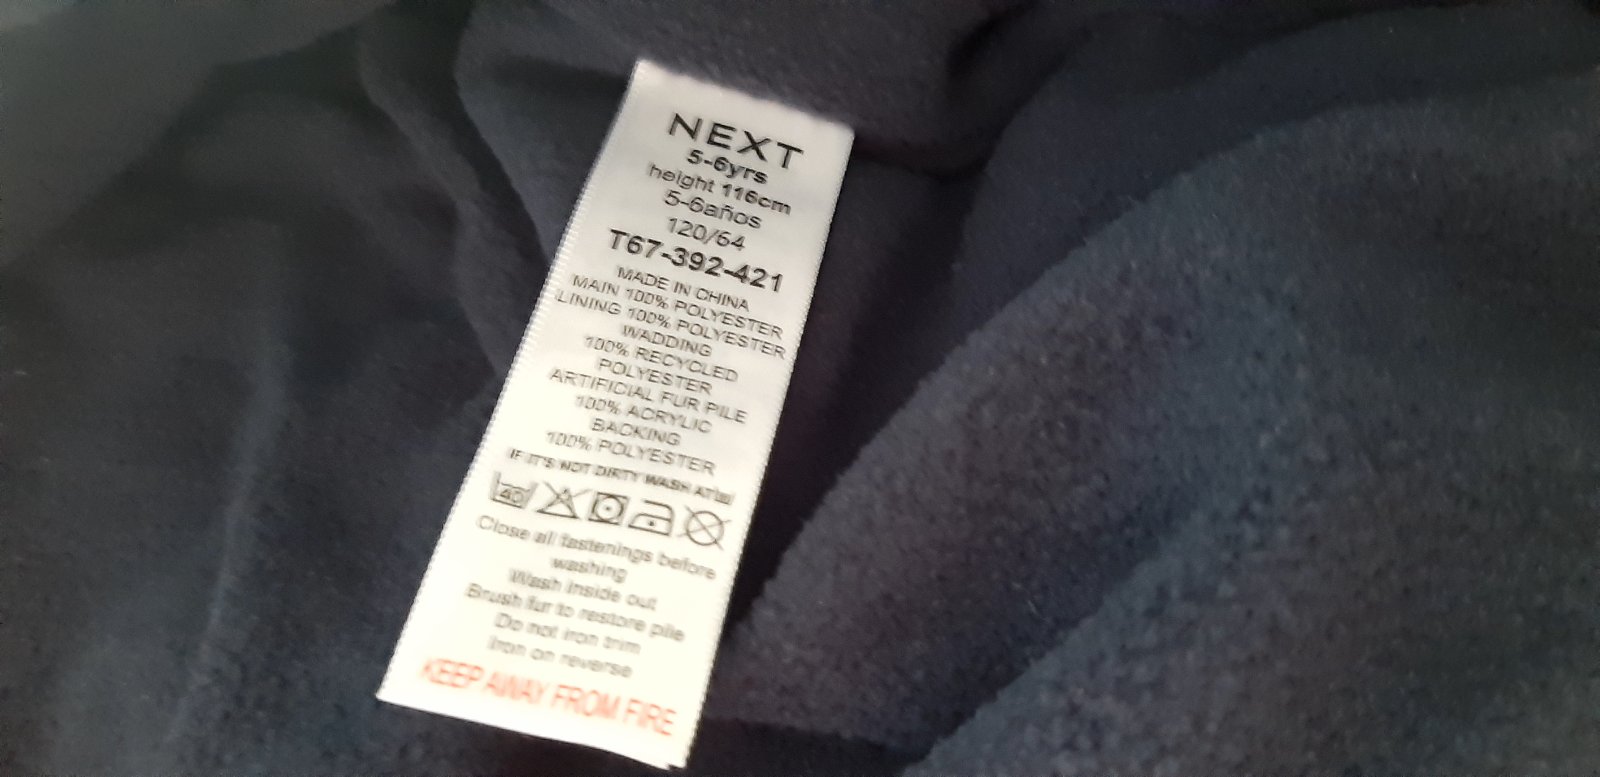 NEXT
5-6yrs
height 116cm
5-6años
120/64
T67-392-421
MADE IN CHINA
MAIN 100% POLYESTER
LINING 100% POLYESTER
WADDING
100% RECYCLED
POLYESTER
ARTIFICIAL FUR PILE
100% ACRYLIC
BACKING
100% POLYESTER
IF IT'S NOT DIRTY WASH AT 30
40
Close all fastenings before
washing
Wash inside out
Brush fur to restore pile
Do not iron trim
Iron on reverse
KEEP AWAY FROM FIRE